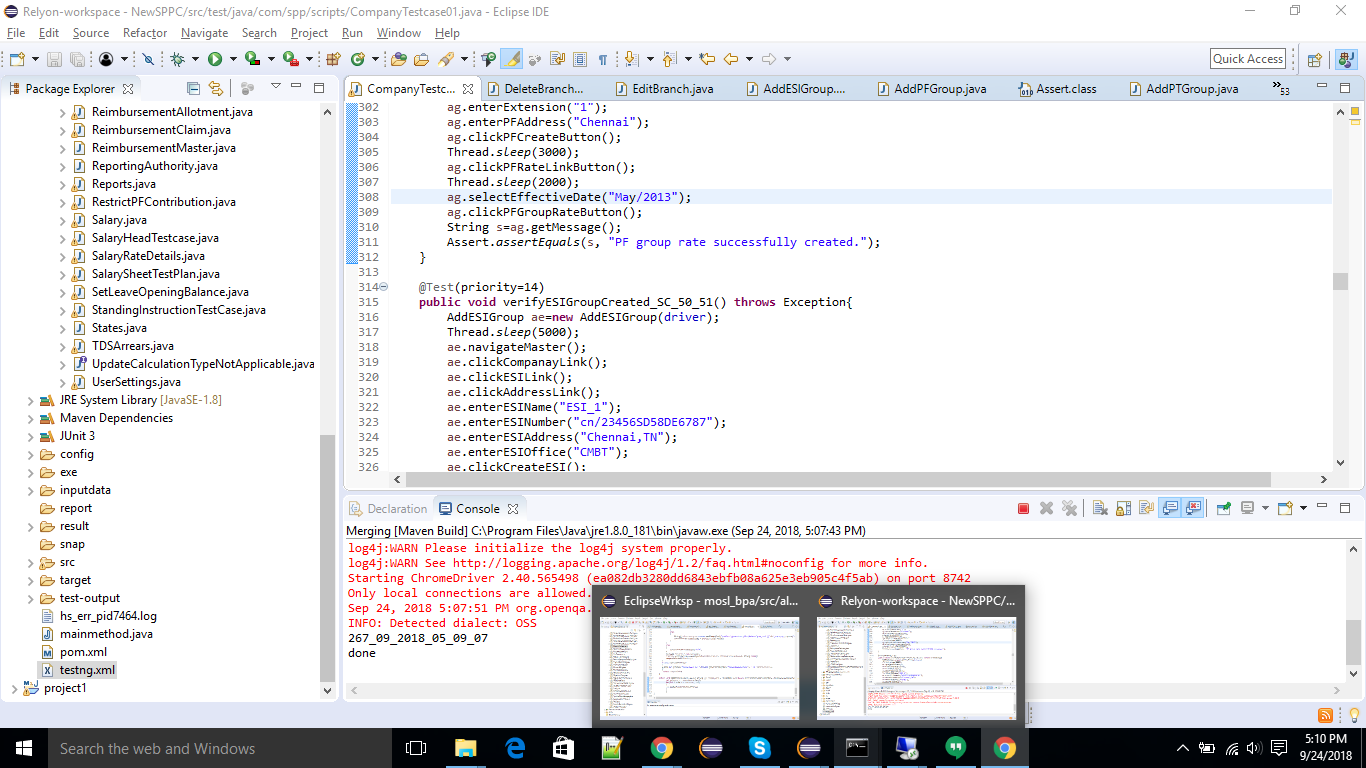 Relyon-workspace - NewSPPC/src/test/java/com/spp/scripts/CompanyTestcase01.java - Eclipse IDE
File Edit Source Refactor Navigate Search Project Run Window Help
Quick Access
Package Explorer
CompanyTestc... DeleteBranch... EditBranch.java AddESIGroup.... AddPFGroup.java Assert.class AddPTGroup.java »53
ReimbursementAllotment.java
ReimbursementClaim.java
ReimbursementMaster.java
ReportingAuthority.java
Reports.java
RestrictPFContribution.java
Salary.java
SalaryHeadTestcase.java
SalaryRateDetails.java
SalarySheetTestPlan.java
SetLeaveOpeningBalance.java
StandingInstructionTestCase.java
States.java
TDSArrears.java
UpdateCalculationTypeNotApplicable.java
UserSettings.java
JRE System Library [JavaSE-1.8]
Maven Dependencies
JUnit 3
config
exe
inputdata
report
result
snap
src
target
test-output
hs_err_pid7464.log
mainmethod.java
pom.xml
testng.xml
project1
302 ag.enterExtension("1");
303 ag.enterPFAddress("Chennai");
304 ag.clickPFCreateButton();
305 Thread.sleep(3000);
306 ag.clickPFRateLinkButton();
307 Thread.sleep(2000);
308 ag.selectEffectiveDate("May/2013");
309 ag.clickPFGroupRateButton();
310 String s=ag.getMessage();
311 Assert.assertEquals(s, "PF group rate successfully created.");
312 }
313
314 @Test(priority=14)
315 public void verifyESIGroupCreated_SC_50_51() throws Exception{
316 AddESIGroup ae=new AddESIGroup(driver);
317 Thread.sleep(5000);
318 ae.navigateMaster();
319 ae.clickCompanayLink();
320 ae.clickESILink();
321 ae.clickAddressLink();
322 ae.enterESIName("ESI_1");
323 ae.enterESINumber("cn/23456SD58DE6787");
324 ae.enterESIAddress("Chennai,TN");
325 ae.enterESIOffice("CMBT");
326 ae.clickCreateESI();
Declaration Console
Merging [Maven Build] C:\Program Files\Java\jre1.8.0_181\bin\javaw.exe (Sep 24, 2018, 5:07:43 PM)
log4j:WARN Please initialize the log4j system properly.
log4j:WARN See http://logging.apache.org/log4j/1.2/faq.html#noconfig for more info.
Starting ChromeDriver 2.40.565498 (ea082db3280dd6843ebfb08a625e3eb905c4f5ab) on port 8742
Only local connections are allowed.
Sep 24, 2018 5:07:51 PM org.openqa.
INFO: Detected dialect: OSS
267_09_2018_05_09_07
done
EclipseWrksp - mosl_bpa/src/al...
Relyon-workspace - NewSPPC/...
Search the web and Windows
5:10 PM
9/24/2018